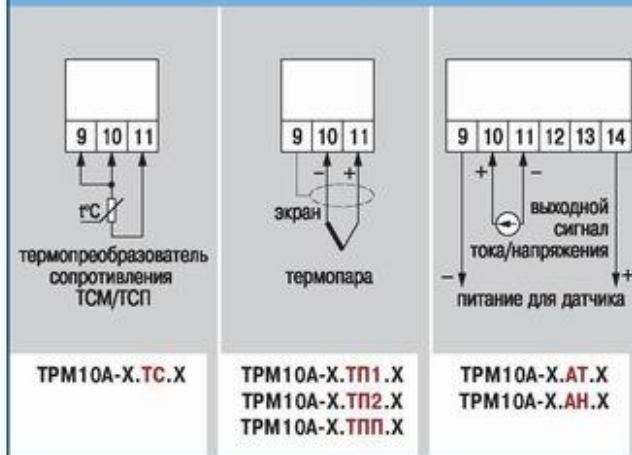 9 10 11
t°C
термопреобразователь
сопротивления
ТСМ/ТСП
ТРМ10А-Х.ТС.Х
9 10 11
– +
экран
термопара
ТРМ10А-Х.ТП1.Х
ТРМ10А-Х.ТП2.Х
ТРМ10А-Х.ТПП.Х
9 10 11 12 13 14
+ –
выходной
сигнал
тока/напряжения
– +
питание для датчика
ТРМ10А-Х.АТ.Х
ТРМ10А-Х.АН.Х